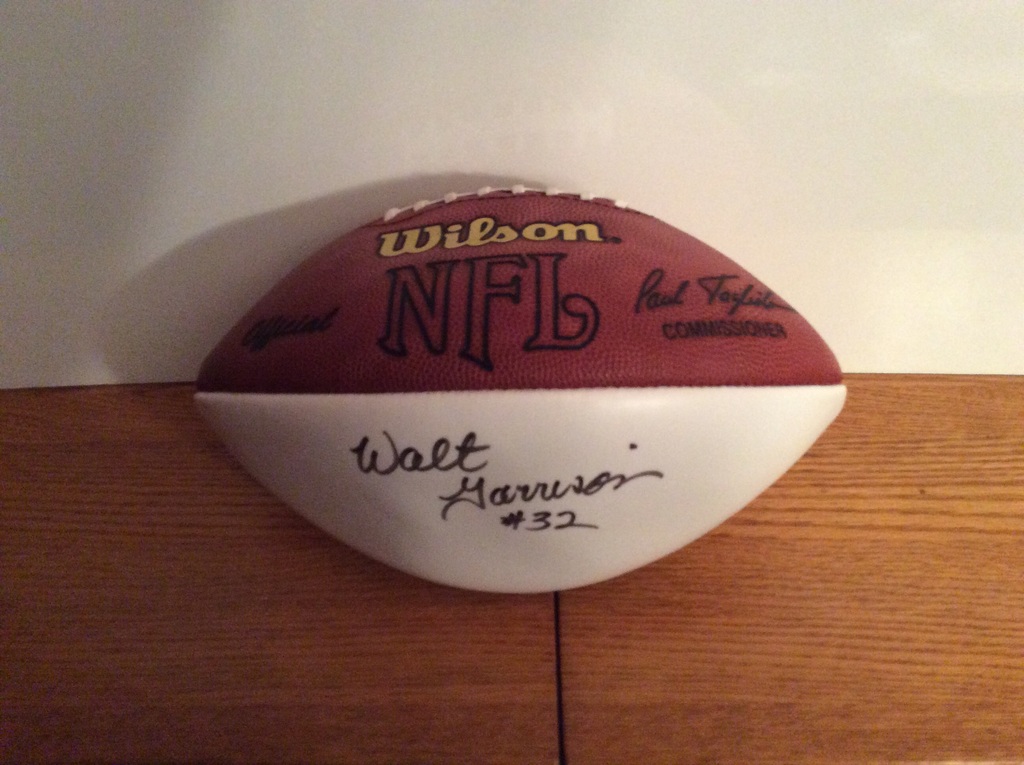 Wilson
NFL
Official
Paul Tagliabue
COMMISSIONER
Walt
Garrison
#32